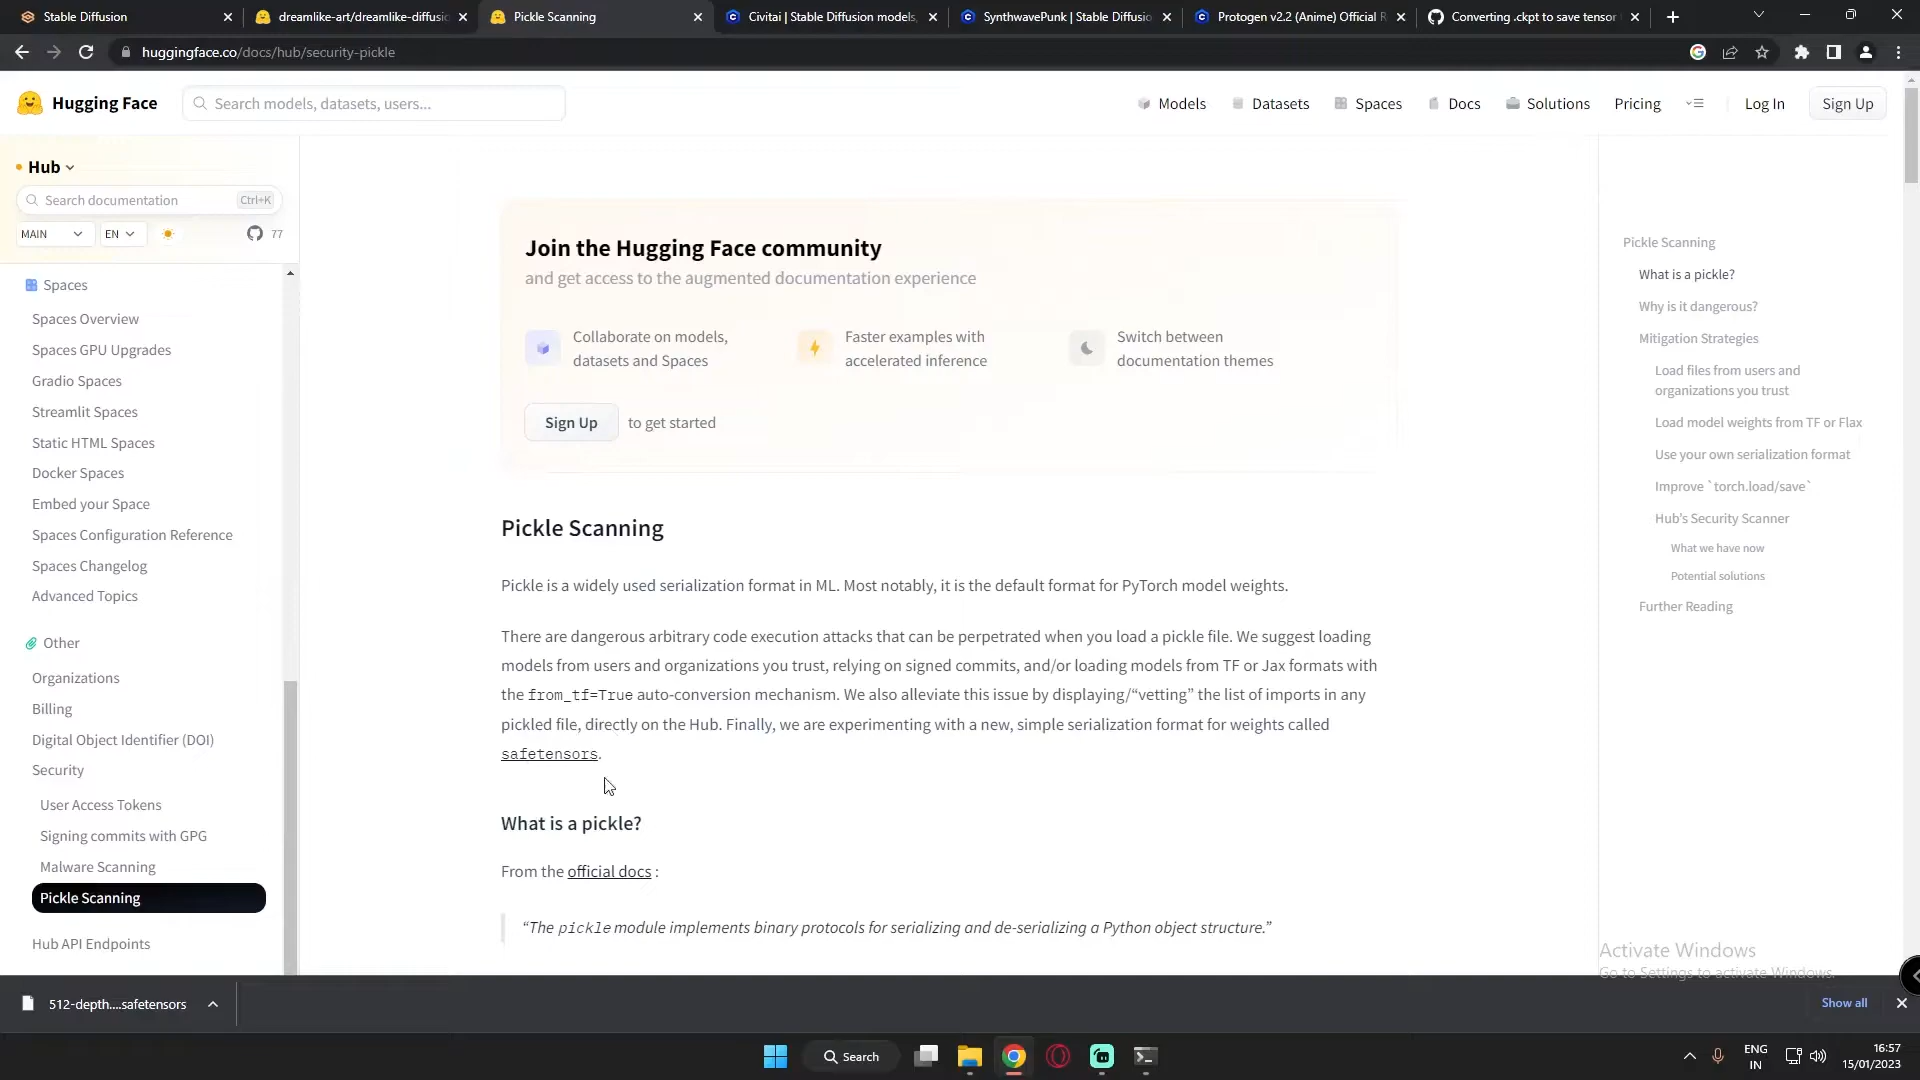 Stable Diffusion
dreamlike-art/dreamlike-diffusic
Pickle Scanning
Civitai | Stable Diffusion models,
SynthwavePunk | Stable Diffusio
Protogen v2.2 (Anime) Official R
Converting .ckpt to save tensor
huggingface.co/docs/hub/security-pickle
Hugging Face
Search models, datasets, users...
Models
Datasets
Spaces
Docs
Solutions
Pricing
Log In
Sign Up
Hub
Search documentation
Ctrl+K
MAIN
EN
77
Spaces
Spaces Overview
Spaces GPU Upgrades
Gradio Spaces
Streamlit Spaces
Static HTML Spaces
Docker Spaces
Embed your Space
Spaces Configuration Reference
Spaces Changelog
Advanced Topics
Other
Organizations
Billing
Digital Object Identifier (DOI)
Security
User Access Tokens
Signing commits with GPG
Malware Scanning
Pickle Scanning
Hub API Endpoints
Join the Hugging Face community
and get access to the augmented documentation experience
Collaborate on models,
datasets and Spaces
Faster examples with
accelerated inference
Switch between
documentation themes
Sign Up to get started
Pickle Scanning
Pickle is a widely used serialization format in ML. Most notably, it is the default format for PyTorch model weights.
There are dangerous arbitrary code execution attacks that can be perpetrated when you load a pickle file. We suggest loading
models from users and organizations you trust, relying on signed commits, and/or loading models from TF or Jax formats with
the from_tf=True auto-conversion mechanism. We also alleviate this issue by displaying/“vetting” the list of imports in any
pickled file, directly on the Hub. Finally, we are experimenting with a new, simple serialization format for weights called
safetensors.
What is a pickle?
From the official docs :
“The pickle module implements binary protocols for serializing and de-serializing a Python object structure.”
Pickle Scanning
What is a pickle?
Why is it dangerous?
Mitigation Strategies
Load files from users and
organizations you trust
Load model weights from TF or Flax
Use your own serialization format
Improve `torch.load/save`
Hub's Security Scanner
What we have now
Potential solutions
Further Reading
Activate Windows
Go to Settings to activate Windows.
512-depth....safetensors
Show all
Search
ENG
IN
16:57
15/01/2023